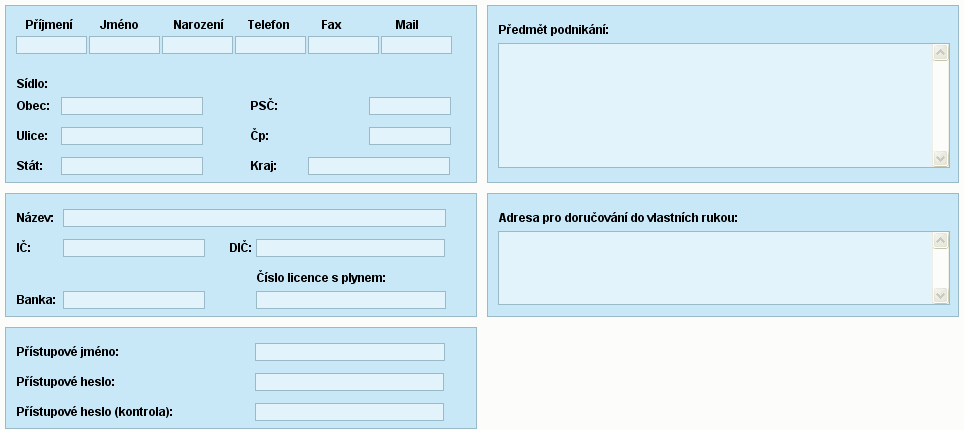 Příjmení Jméno Narození Telefon Fax Mail
Sídlo:
Obec: PSČ:
Ulice: Čp:
Stát: Kraj:
Předmět podnikání:
Název:
IČ: DIČ:
Číslo licence s plynem:
Banka:
Adresa pro doručování do vlastních rukou:
Přístupové jméno:
Přístupové heslo:
Přístupové heslo (kontrola):